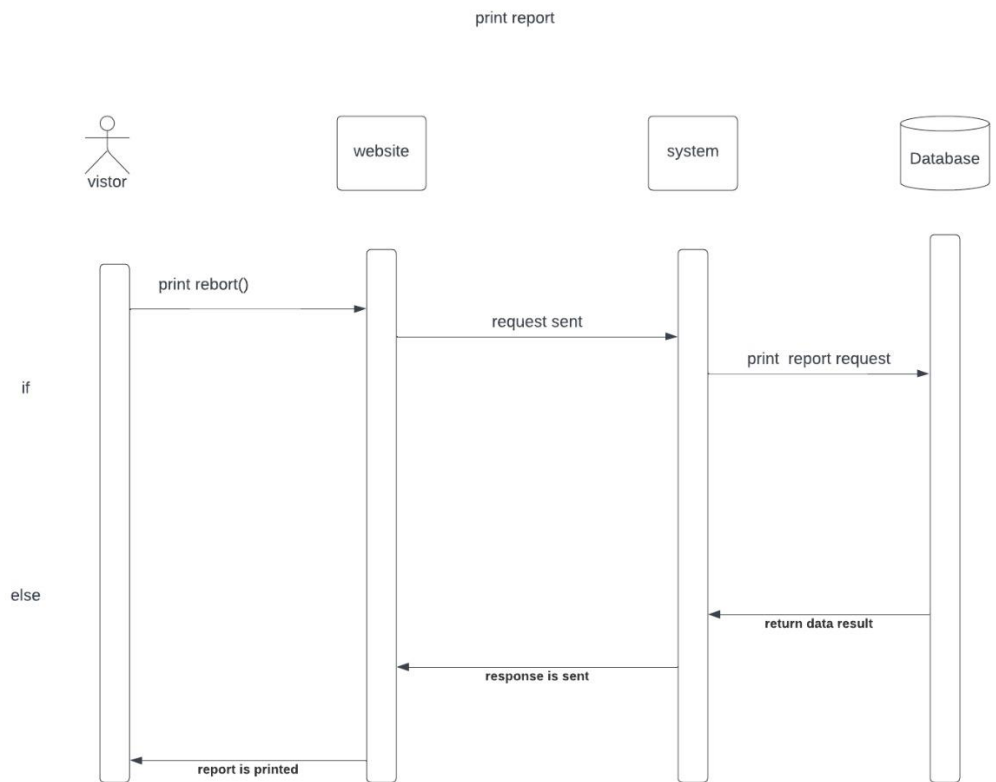 print report
vistor
website
system
Database
print rebort()
request sent
print report request
if
else
return data result
response is sent
report is printed